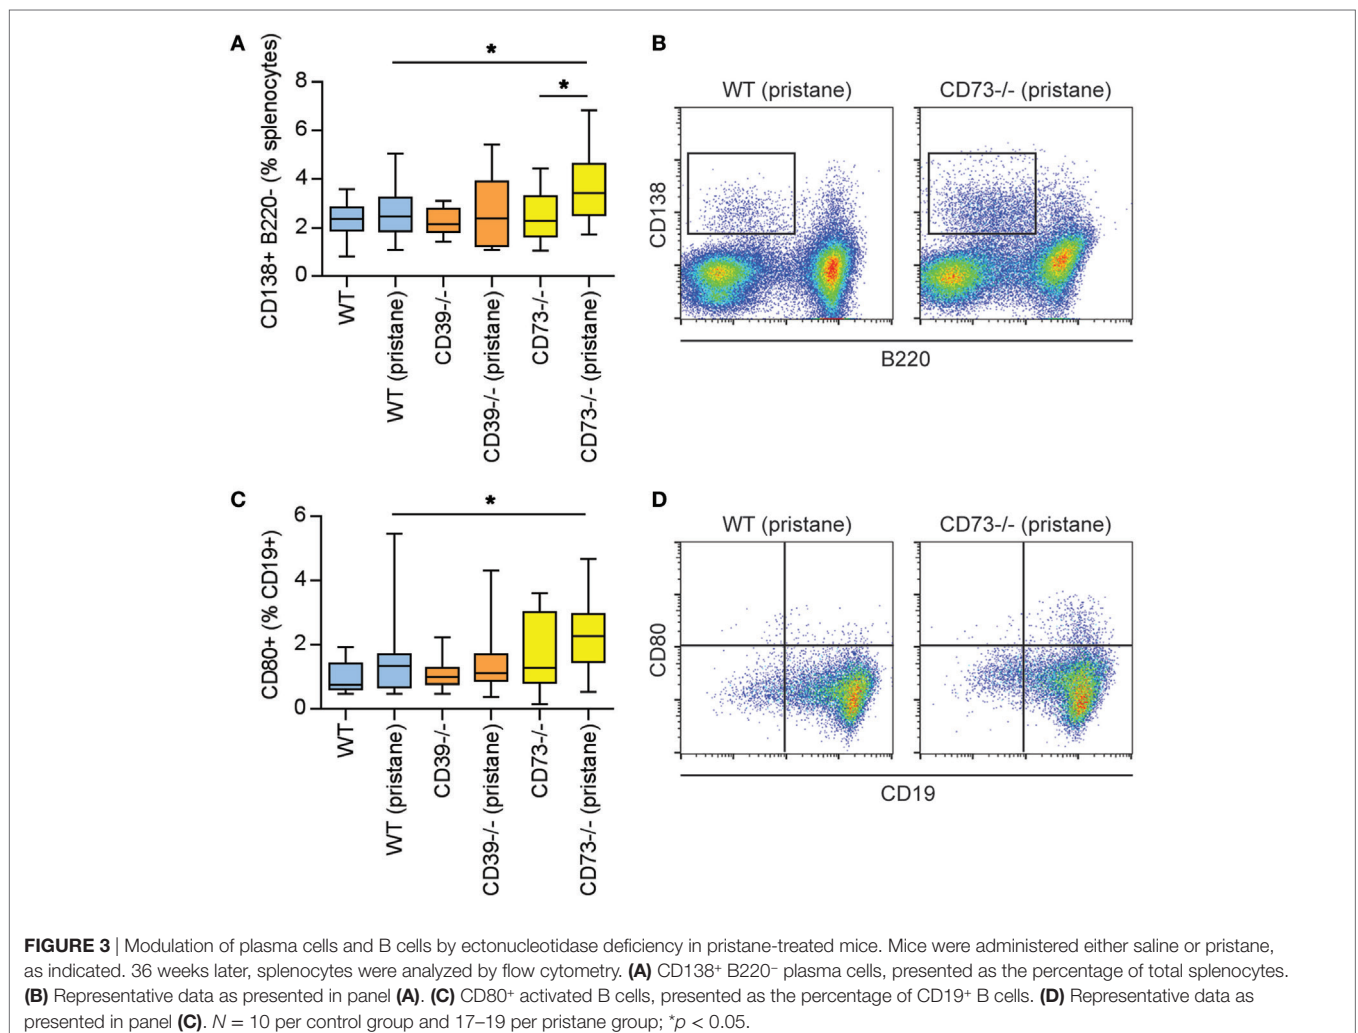 A
*
*
CD138+ B220- (% splenocytes)
8
6
4
2
0
WT
WT (pristane)
CD39-/-
CD39-/- (pristane)
CD73-/-
CD73-/- (pristane)
B
WT (pristane)
CD73-/- (pristane)
CD138
B220
C
*
CD80+ (% CD19+)
6
4
2
0
WT
WT (pristane)
CD39-/-
CD39-/- (pristane)
CD73-/-
CD73-/- (pristane)
D
WT (pristane)
CD73-/- (pristane)
CD80
CD19
FIGURE 3 | Modulation of plasma cells and B cells by ectonucleotidase deficiency in pristane-treated mice. Mice were administered either saline or pristane,
as indicated. 36 weeks later, splenocytes were analyzed by flow cytometry. (A) CD138⁺ B220⁻ plasma cells, presented as the percentage of total splenocytes.
(B) Representative data as presented in panel (A). (C) CD80⁺ activated B cells, presented as the percentage of CD19⁺ B cells. (D) Representative data as
presented in panel (C). N = 10 per control group and 17–19 per pristane group; *p < 0.05.